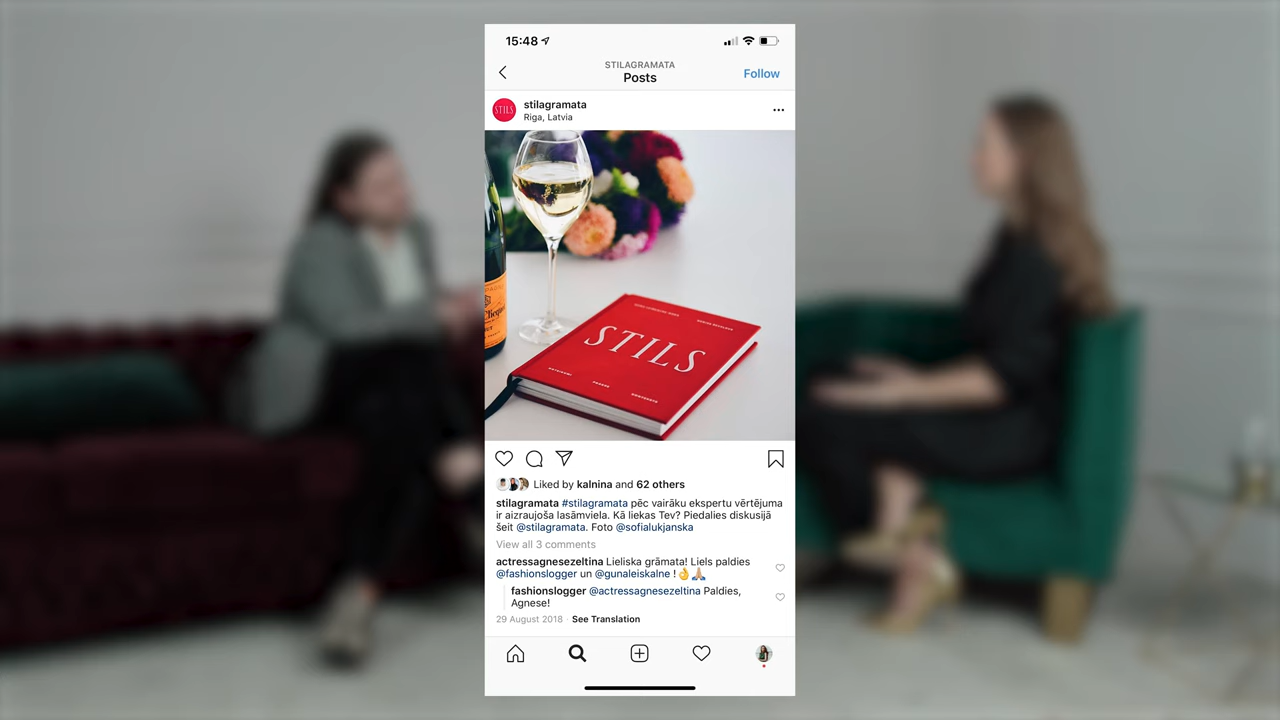 15:48
STILAGRAMATA
Posts
Follow
STILS
stilagramata
Riga, Latvia
STILS
stilagramata #stilagramata pēc vairāku ekspertu vērtējuma
ir aizraujoša lasāmviela. Kā liekas Tev? Piedalies diskusijā
šeit @stilagramata. Foto @sofialukjanska
Liked by kalnina and 62 others
View all 3 comments
actressagnesezeltina Lieliska grāmata! Liels paldies
@fashionslogger un @gunaleiskalne ! 👌🙏🏼
fashionslogger @actressagnesezeltina Paldies,
Agnese!
29 August 2018 See Translation